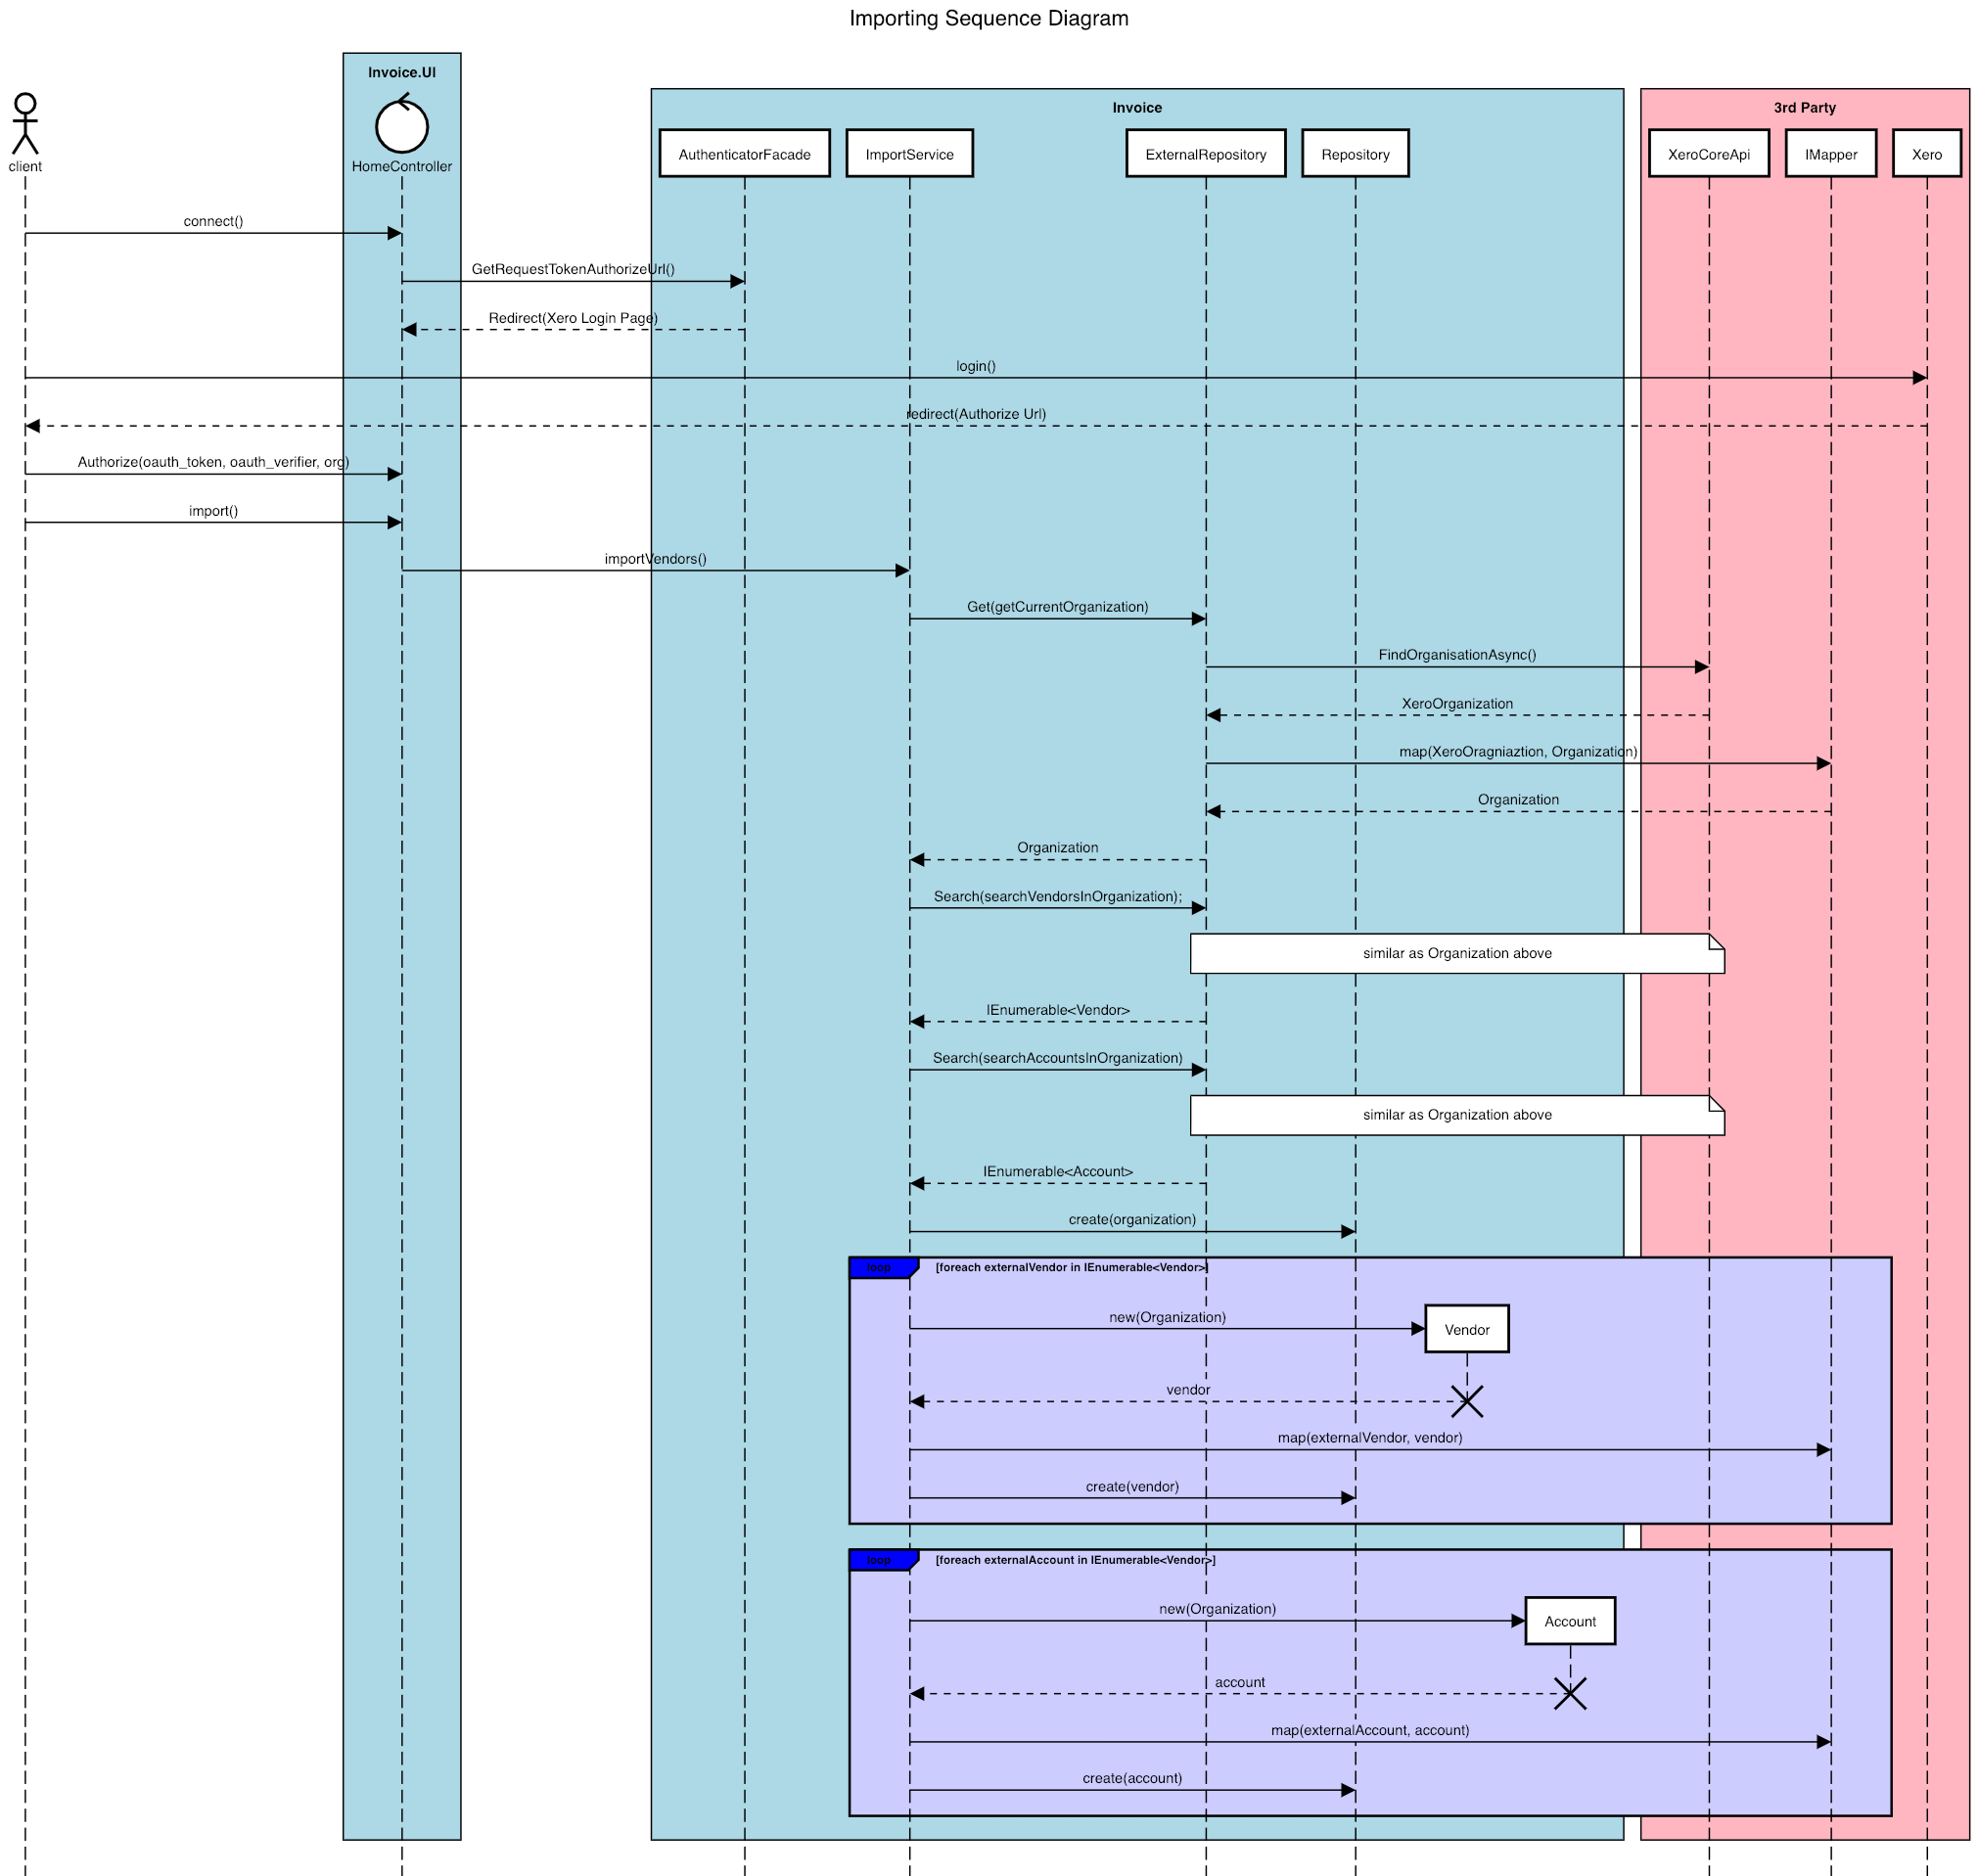 Importing Sequence Diagram
Invoice.UI
Invoice
3rd Party
client
HomeController
AuthenticatorFacade
ImportService
ExternalRepository
Repository
XeroCoreApi
IMapper
Xero
connect()
GetRequestTokenAuthorizeUrl()
Redirect(Xero Login Page)
login()
redirect(Authorize Url)
Authorize(oauth_token, oauth_verifier, org)
import()
importVendors()
Get(getCurrentOrganization)
FindOrganisationAsync()
XeroOrganization
map(XeroOragniaztion, Organization)
Organization
Organization
Search(searchVendorsInOrganization);
similar as Organization above
IEnumerable<Vendor>
Search(searchAccountsInOrganization)
similar as Organization above
IEnumerable<Account>
create(organization)
loop [foreach externalVendor in IEnumerable<Vendor>]
new(Organization)
Vendor
vendor
map(externalVendor, vendor)
create(vendor)
loop [foreach externalAccount in IEnumerable<Vendor>]
new(Organization)
Account
account
map(externalAccount, account)
create(account)